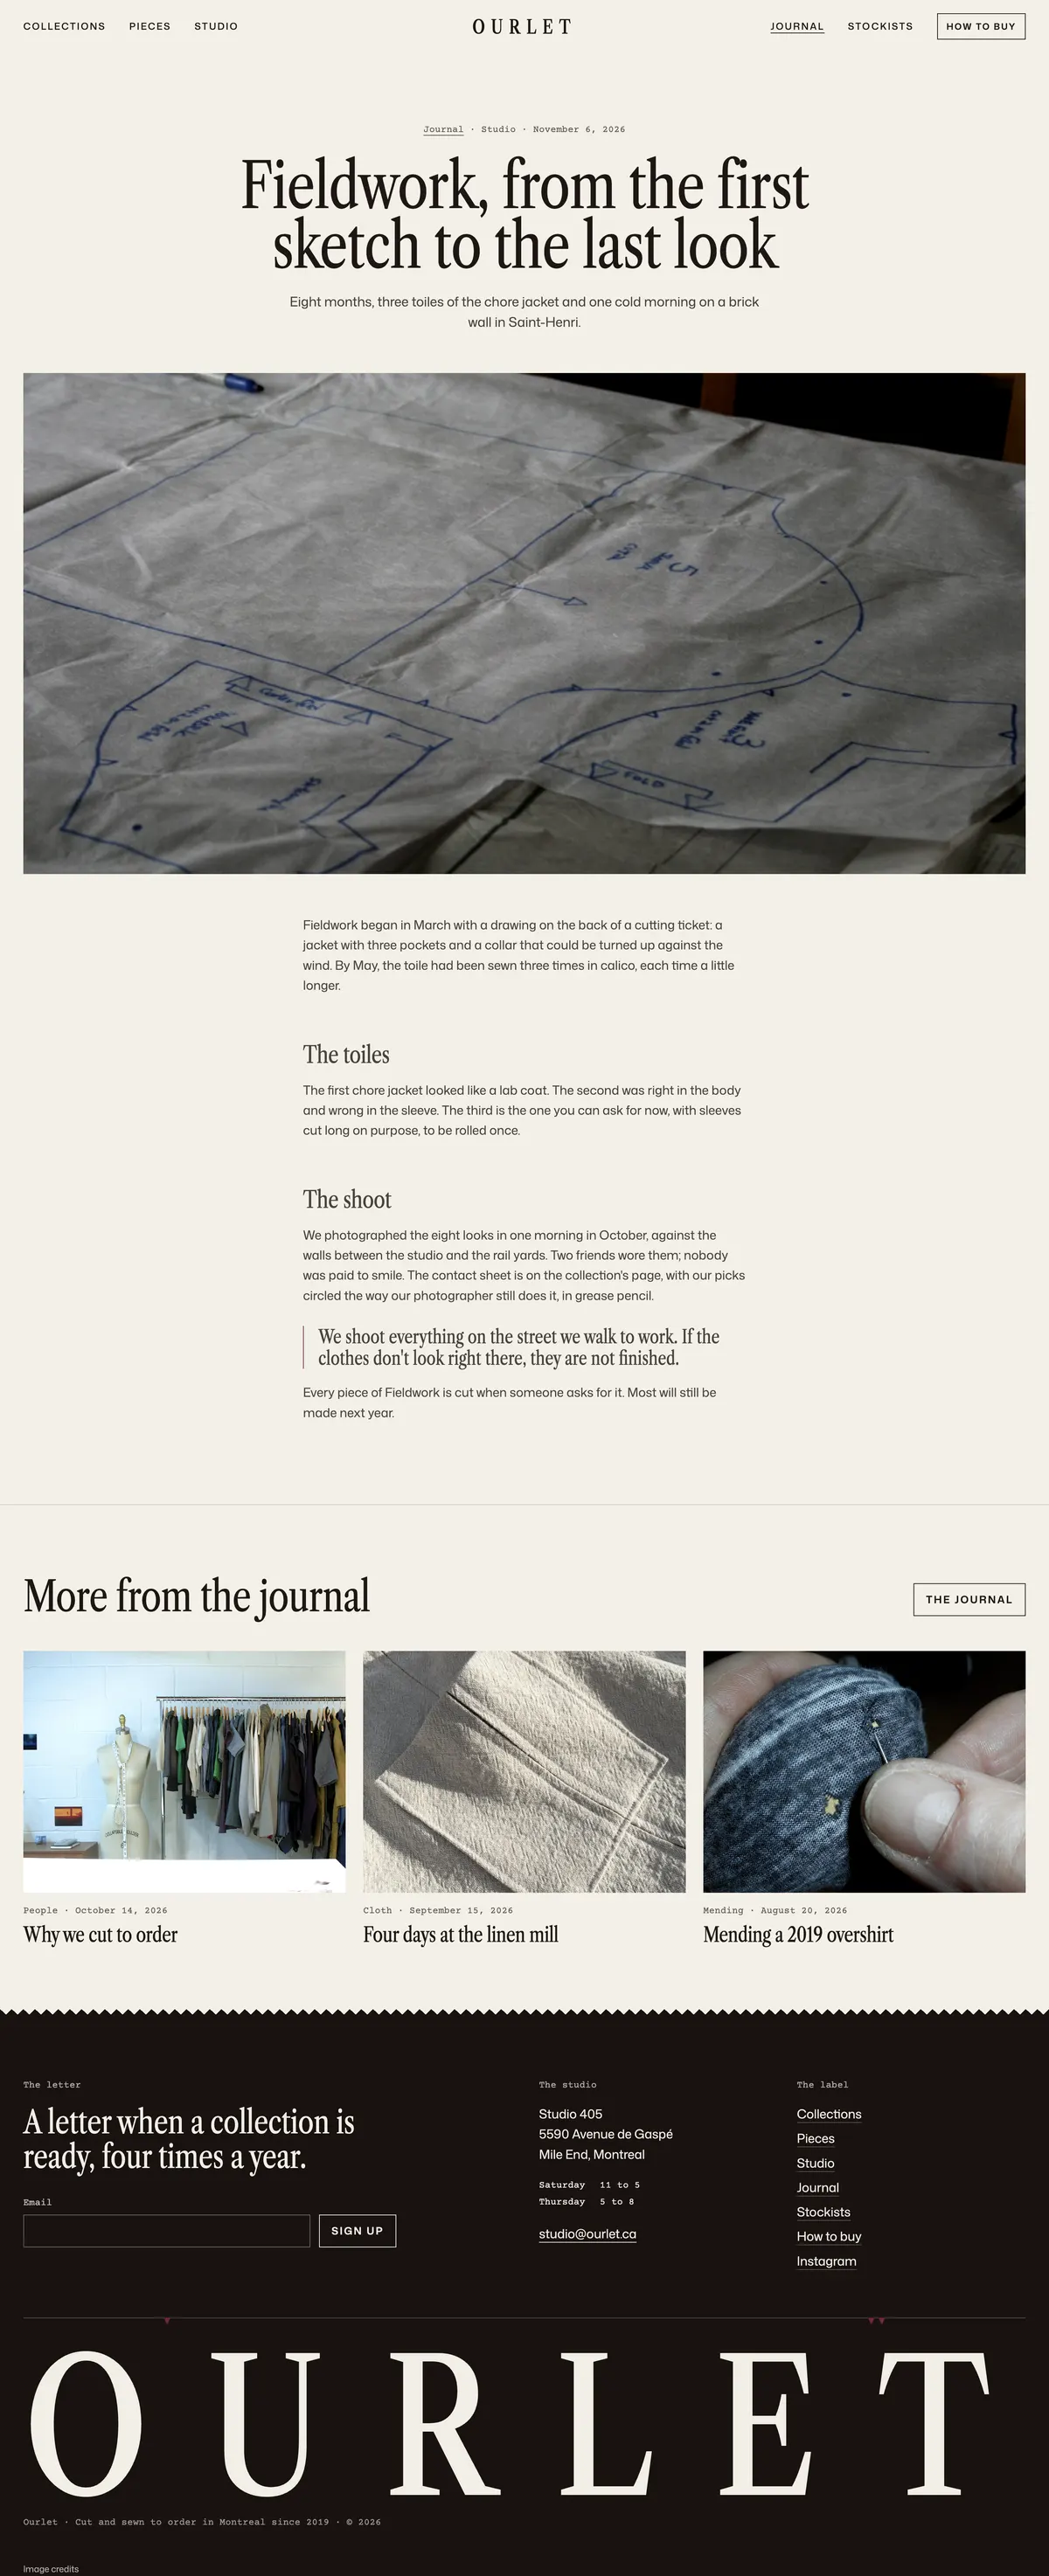 COLLECTIONS PIECES STUDIO OURLET JOURNAL STOCKISTS HOW TO BUY
Journal · Studio · November 6, 2026
Fieldwork, from the first
sketch to the last look
Eight months, three toiles of the chore jacket and one cold morning on a brick
wall in Saint-Henri.
FOLD
Fieldwork began in March with a drawing on the back of a cutting ticket: a
jacket with three pockets and a collar that could be turned up against the
wind. By May, the toile had been sewn three times in calico, each time a little
longer.
The toiles
The first chore jacket looked like a lab coat. The second was right in the body
and wrong in the sleeve. The third is the one you can ask for now, with sleeves
cut long on purpose, to be rolled once.
The shoot
We photographed the eight looks in one morning in October, against the
walls between the studio and the rail yards. Two friends wore them; nobody
was paid to smile. The contact sheet is on the collection's page, with our picks
circled the way our photographer still does it, in grease pencil.
We shoot everything on the street we walk to work. If the
clothes don't look right there, they are not finished.
Every piece of Fieldwork is cut when someone asks for it. Most will still be
made next year.
More from the journal
THE JOURNAL
People · October 14, 2026
Why we cut to order
Cloth · September 15, 2026
Four days at the linen mill
Mending · August 20, 2026
Mending a 2019 overshirt
The letter
A letter when a collection is
ready, four times a year.
Email
SIGN UP
The studio
Studio 405
5590 Avenue de Gaspé
Mile End, Montreal
Saturday 11 to 5
Thursday 5 to 8
studio@ourlet.ca
The label
Collections
Pieces
Studio
Journal
Stockists
How to buy
Instagram
OURLET
Ourlet · Cut and sewn to order in Montreal since 2019 · © 2026
Image credits